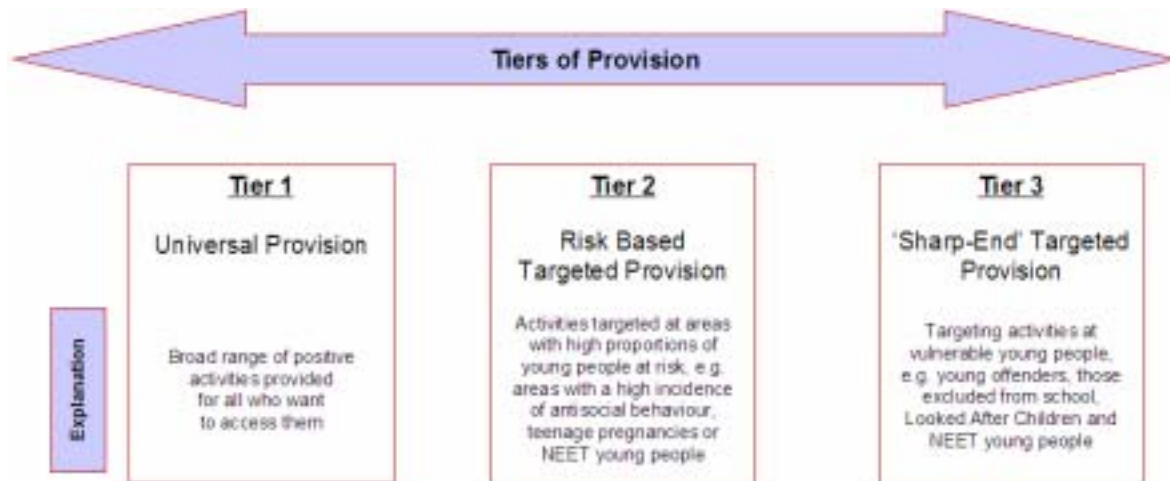 Tiers of Provision
Tier 1
Universal Provision
Broad range of positive
activities provided
for all who want
to access them
Tier 2
Risk Based
Targeted Provision
Activities targeted at areas
with high proportions of
young people at risk, e.g.
areas with a high incidence
of antisocial behaviour,
teenage pregnancies or
NEET young people
Tier 3
'Sharp-End' Targeted
Provision
Targeting activities at
vulnerable young people,
e.g. young offenders, those
excluded from school,
Looked After Children and
NEET young people
Explanation